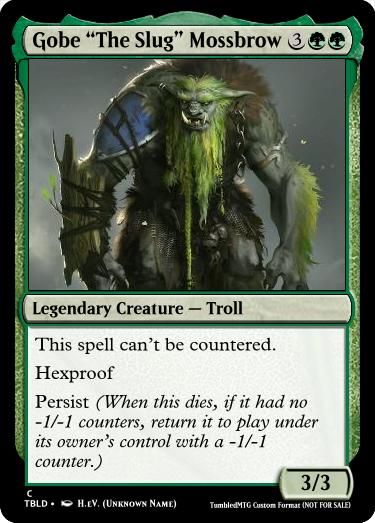 Gobe “The Slug” Mossbrow 3
Legendary Creature — Troll
This spell can’t be countered.
Hexproof
Persist (When this dies, if it had no
-1/-1 counters, return it to play under
its owner’s control with a -1/-1
counter.)
3/3
C
TBLD • H.EV. (Unknown Name)
TumbledMTG Custom Format (NOT FOR SALE)